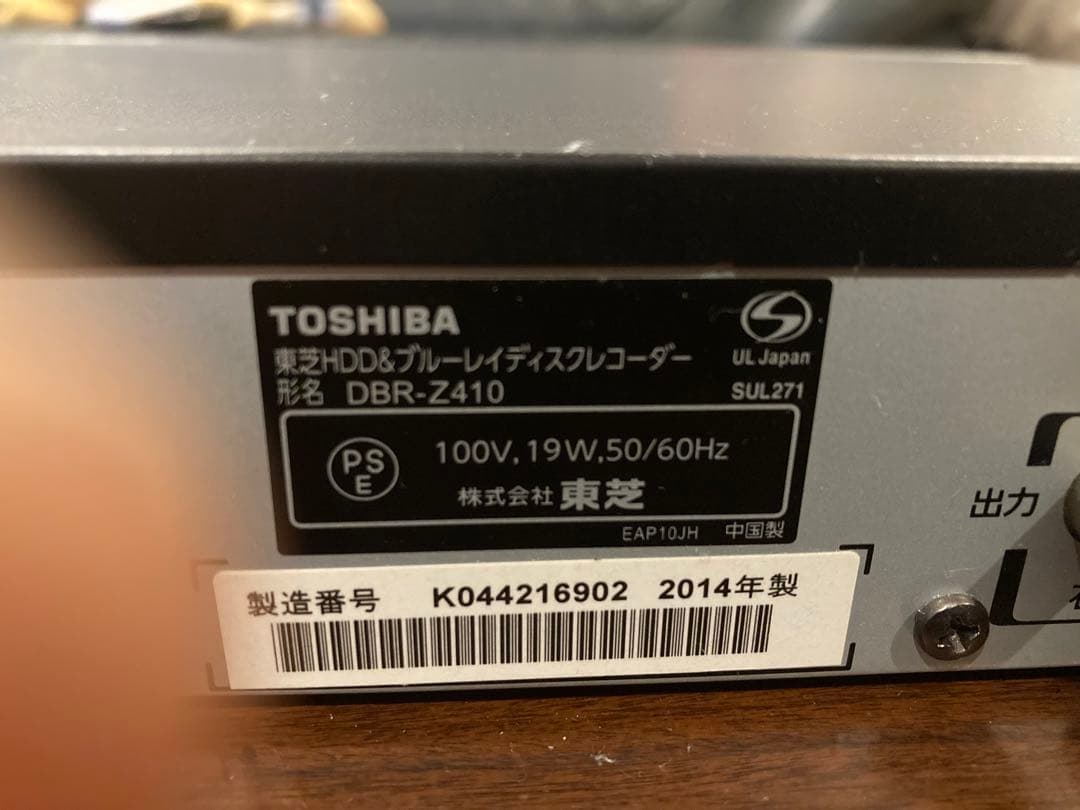 TOSHIBA
東芝HDD&ブルーレイディスクレコーダー
形名 DBR-Z410
UL Japan
SUL271
PS
E
100V,19W,50/60Hz
株式会社 東芝
EAP10JH 中国製
製造番号 K044216902 2014年製
出力